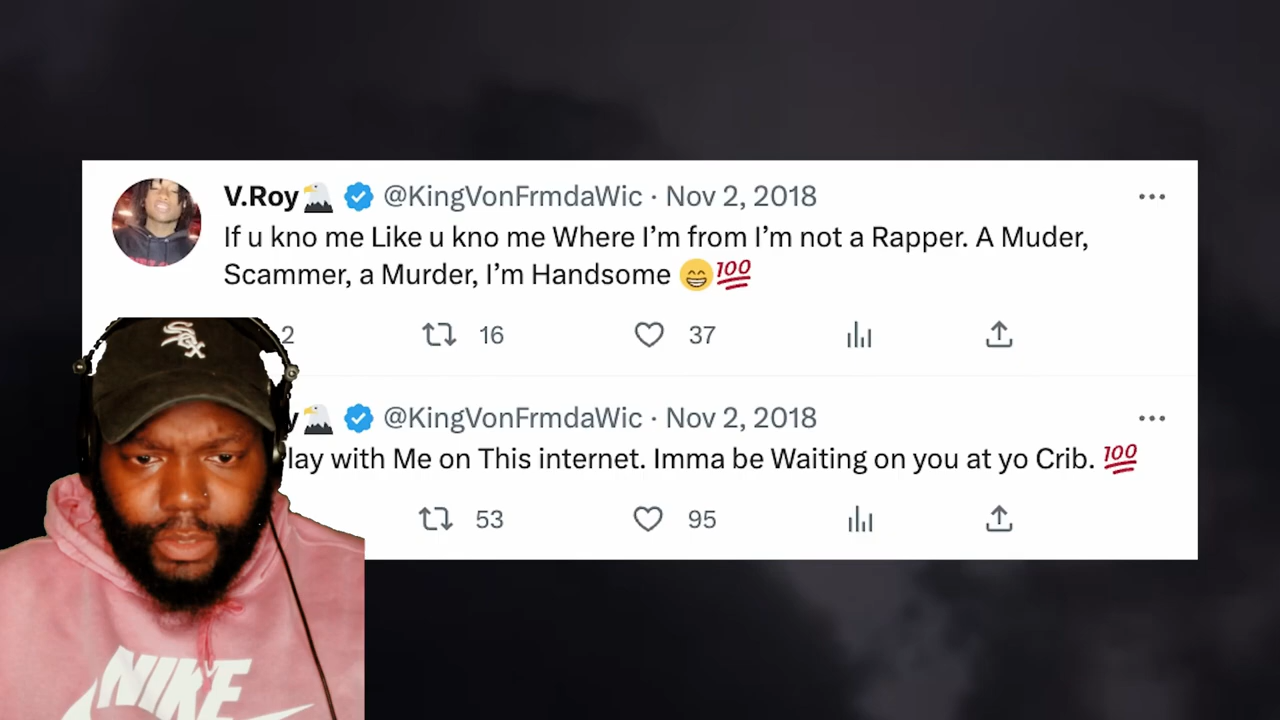 V.Roy🦅 @KingVonFrmdaWic · Nov 2, 2018
If u kno me Like u kno me Where I’m from I’m not a Rapper. A Muder,
Scammer, a Murder, I’m Handsome 😁💯
2 16 37
🦅 @KingVonFrmdaWic · Nov 2, 2018
with Me on This internet. Imma be Waiting on you at yo Crib. 💯
53 95
Sox
NIKE